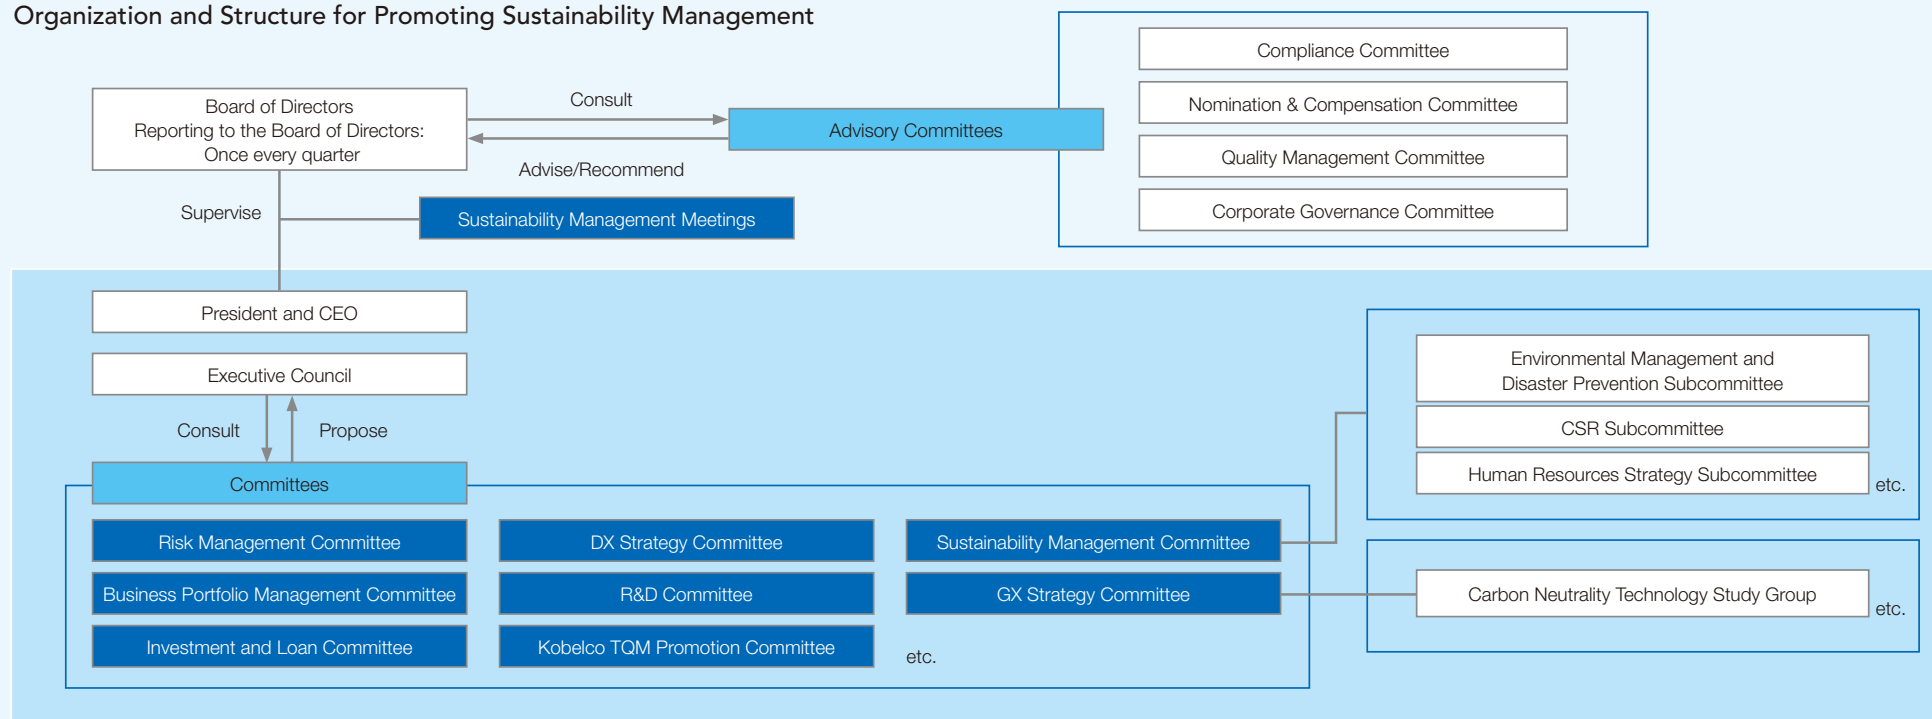 Organization and Structure for Promoting Sustainability Management
Board of Directors
Reporting to the Board of Directors:
Once every quarter
Consult
Advise/Recommend
Advisory Committees
Compliance Committee
Nomination & Compensation Committee
Quality Management Committee
Corporate Governance Committee
Supervise
Sustainability Management Meetings
President and CEO
Executive Council
Consult
Propose
Committees
Risk Management Committee
DX Strategy Committee
Sustainability Management Committee
Business Portfolio Management Committee
R&D Committee
GX Strategy Committee
Investment and Loan Committee
Kobelco TQM Promotion Committee
etc.
Environmental Management and
Disaster Prevention Subcommittee
CSR Subcommittee
Human Resources Strategy Subcommittee
etc.
Carbon Neutrality Technology Study Group
etc.